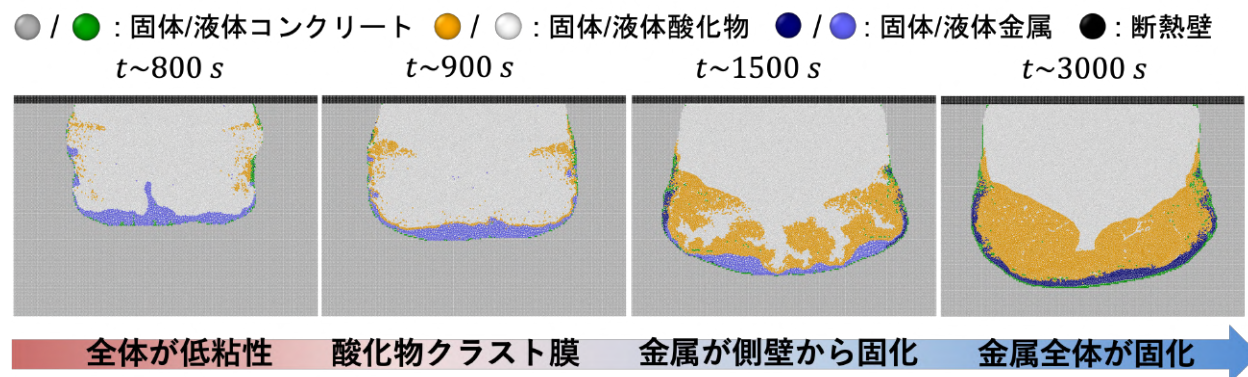 / : 固体/液体コンクリート / : 固体/液体酸化物 / : 固体/液体金属 : 断熱壁
t~800 s t~900 s t~1500 s t~3000 s
全体が低粘性 酸化物クラスト膜 金属が側壁から固化 金属全体が固化